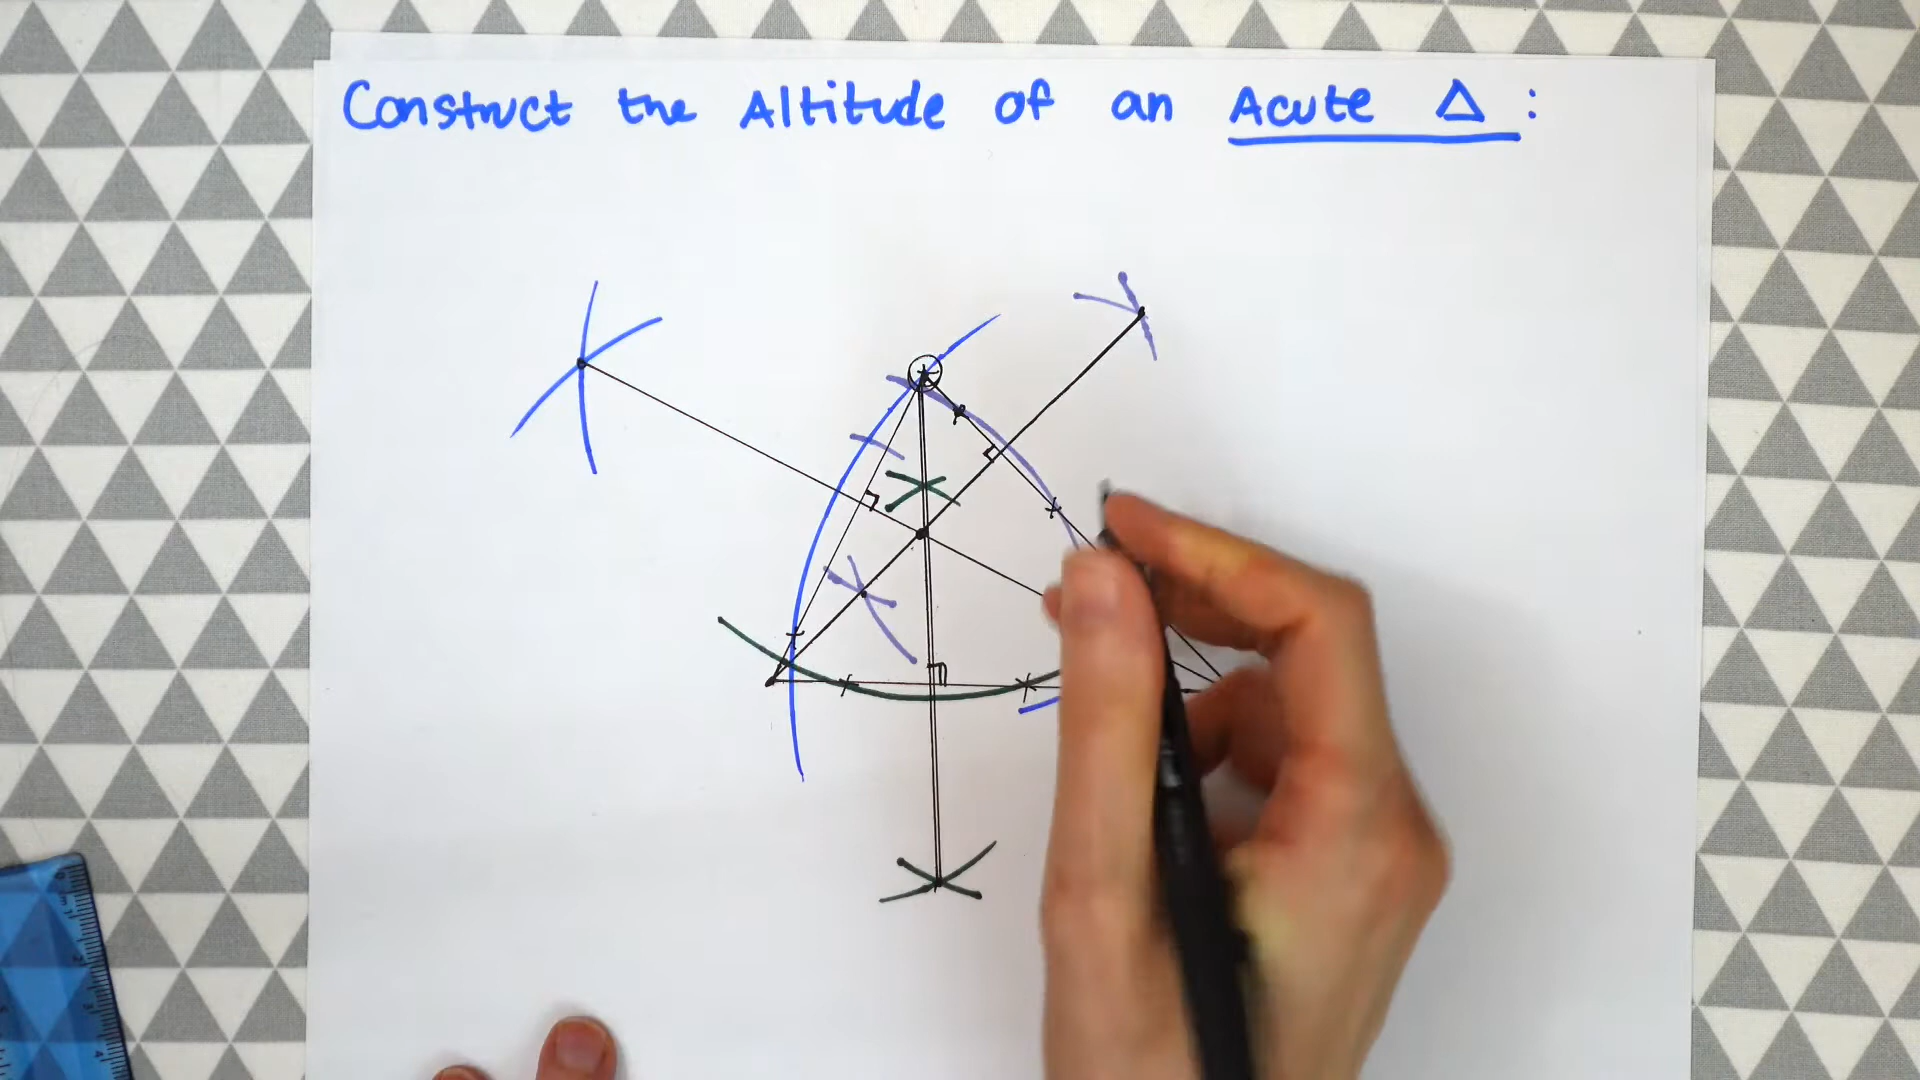 Construct the Altitude of an Acute Δ :